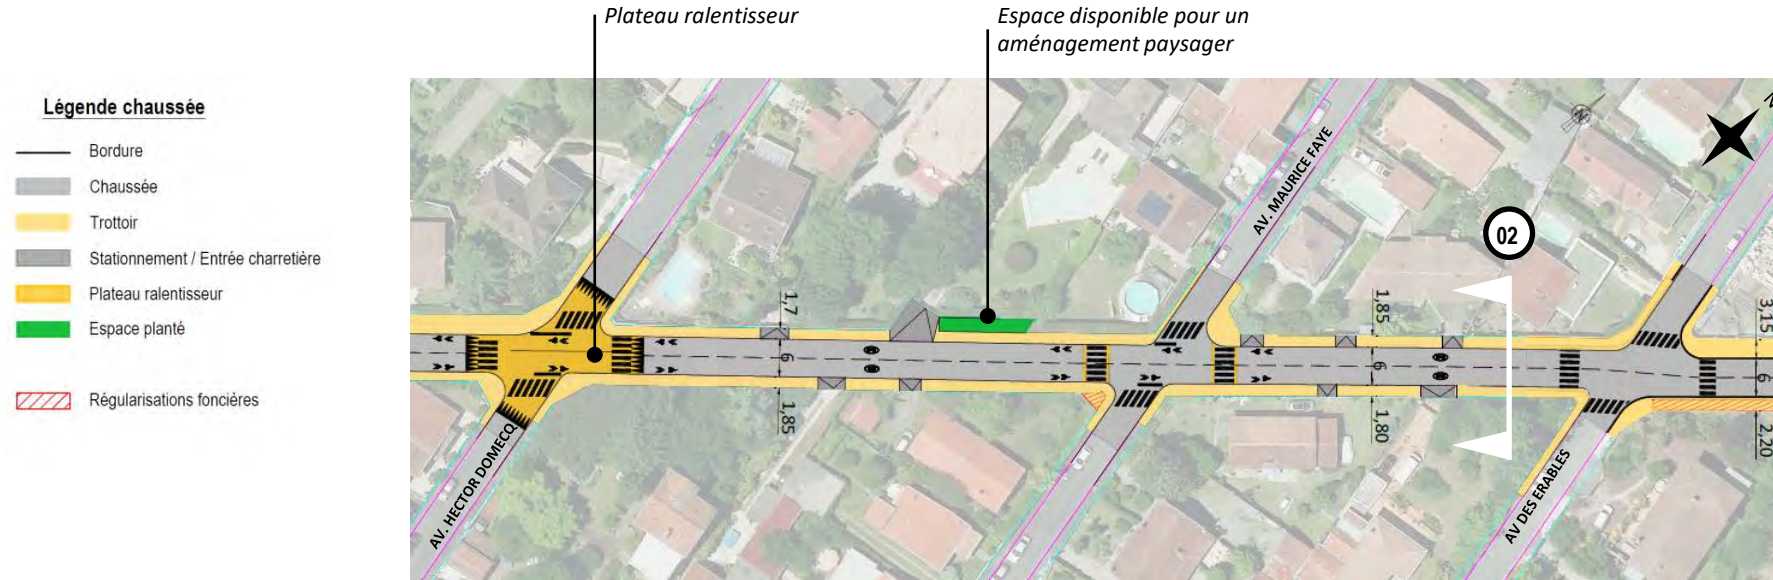 Plateau ralentisseur
Espace disponible pour un
aménagement paysager
Légende chaussée
Bordure
Chaussée
Trottoir
Stationnement / Entrée charretière
Plateau ralentisseur
Espace planté
Régularisations foncières
AV. HECTOR DOMECQ
1,7
6
1,85
AV. MAURICE FAYE
1,85
6
1,80
02
AV DES ERABLES
3,15
6
2,20
N
N